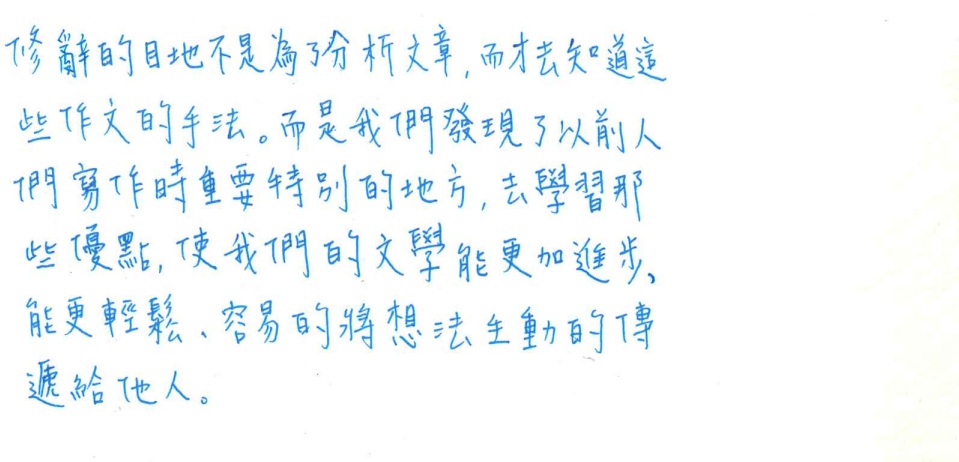 修辭的目地不是為了分析文章,而才去知道這
些作文的手法。而是我們發現了以前人
們寫作時重要特別的地方,去學習那
些優點,使我們的文學能更加進步、
能更輕鬆、容易的將想法生動的傳
遞給他人。